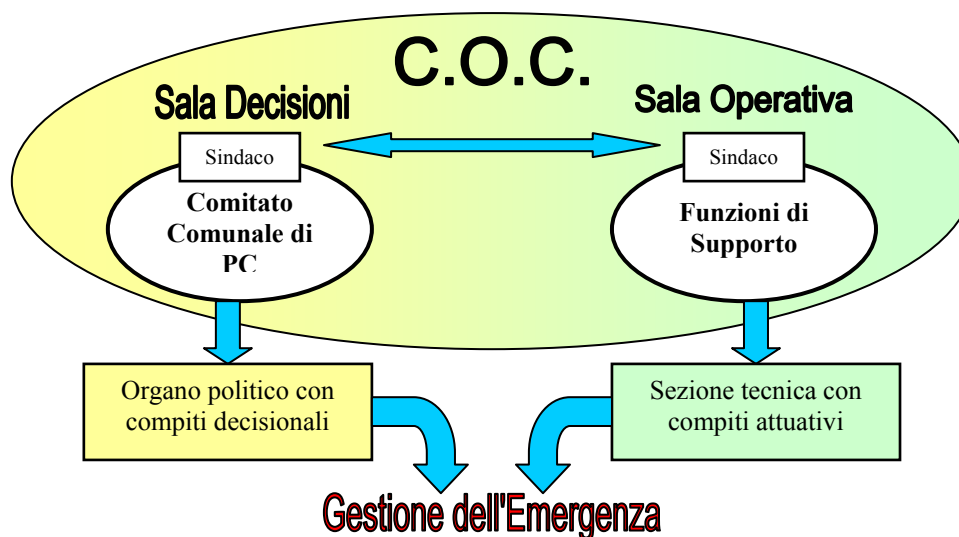 C.O.C.
Sala Decisioni
Sala Operativa
Sindaco
Sindaco
Comitato
Comunale di
PC
Funzioni di
Supporto
Organo politico con
compiti decisionali
Sezione tecnica con
compiti attuativi
Gestione dell'Emergenza